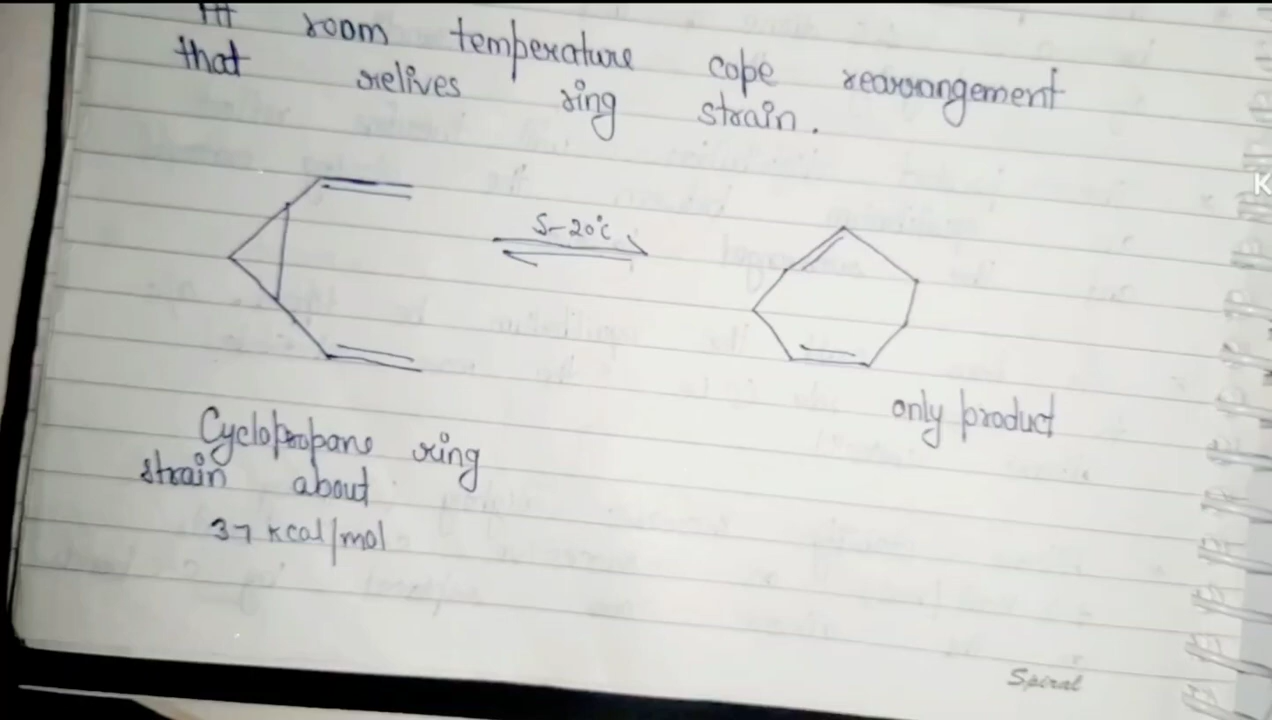 At room temperature cope rearrangement
that relives ring strain.
5-20°C
only product
Cyclopropane ring
strain about
37 kcal/mol
Spiral
K